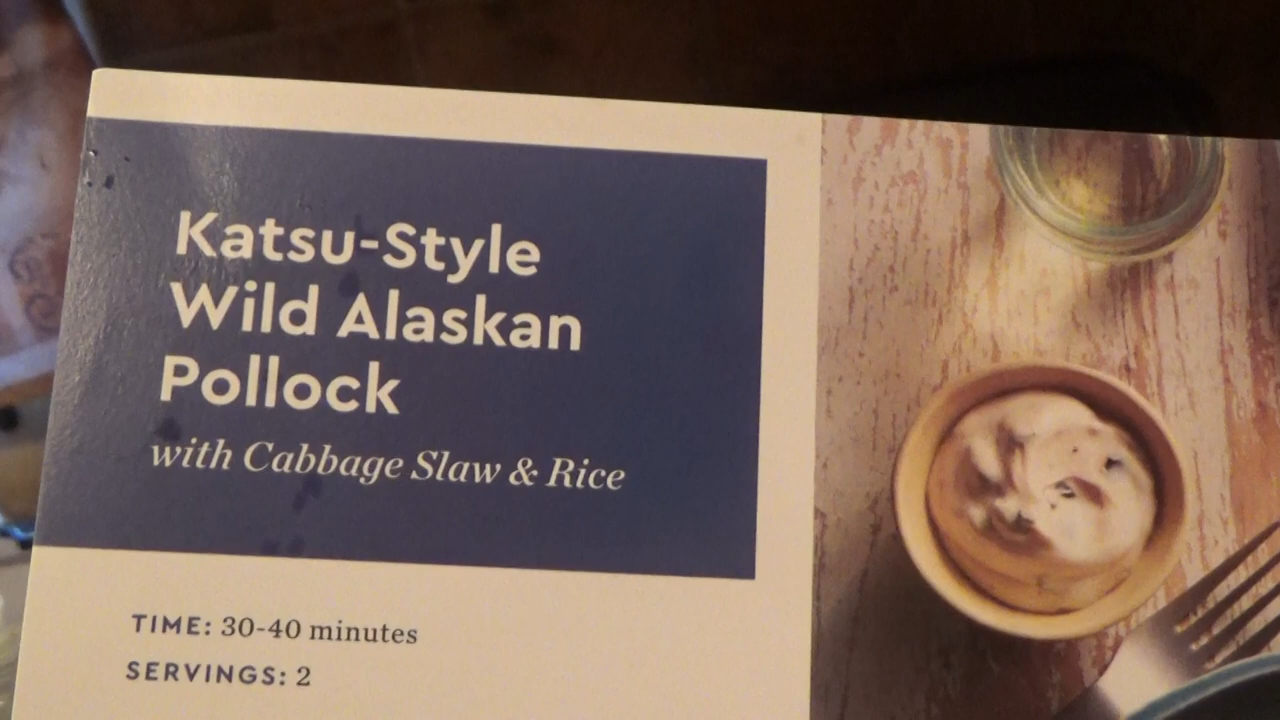 Katsu-Style
Wild Alaskan
Pollock
with Cabbage Slaw & Rice
TIME: 30-40 minutes
SERVINGS: 2